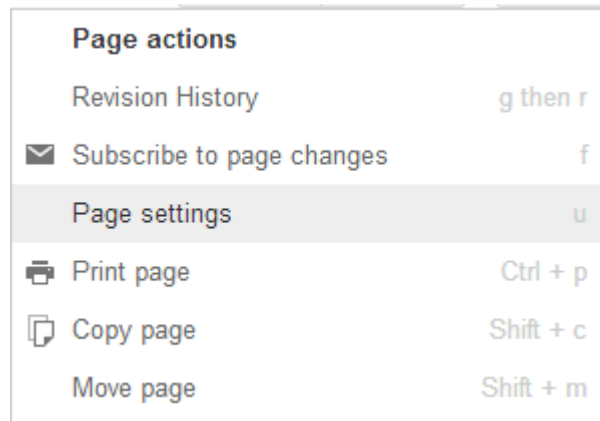 Page actions
Revision History g then r
Subscribe to page changes f
Page settings u
Print page Ctrl + p
Copy page Shift + c
Move page Shift + m